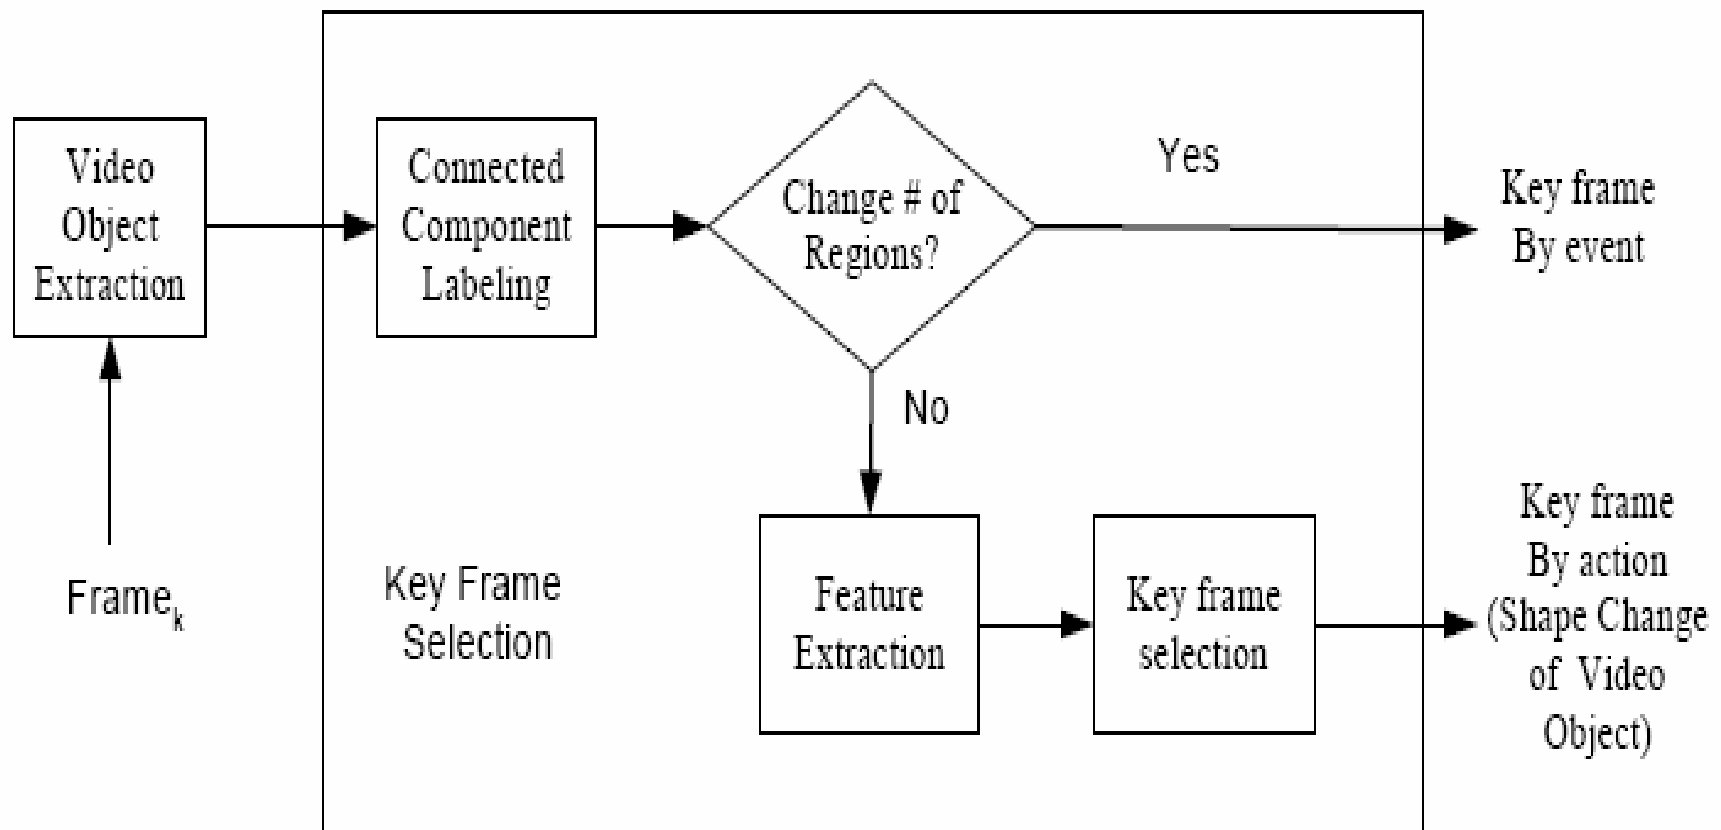 Video
Object
Extraction
Connected
Component
Labeling
Change # of
Regions?
Yes
Key frame
By event
No
Frame_k
Key Frame
Selection
Feature
Extraction
Key frame
selection
Key frame
By action
(Shape Change
of Video
Object)